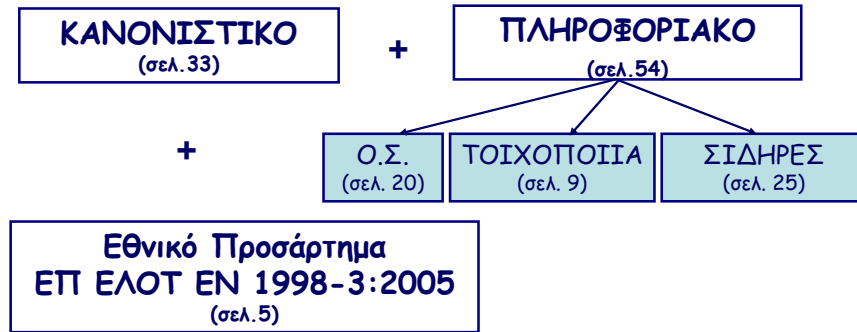 ΚΑΝΟΝΙΣΤΙΚΟ
(σελ.33)
+
ΠΛΗΡΟΦΟΡΙΑΚΟ
(σελ.54)
+
Ο.Σ.
(σελ. 20)
ΤΟΙΧΟΠΟΙΙΑ
(σελ. 9)
ΣΙΔΗΡΕΣ
(σελ. 25)
Εθνικό Προσάρτημα
ΕΠ ΕΛΟΤ ΕΝ 1998-3:2005
(σελ.5)